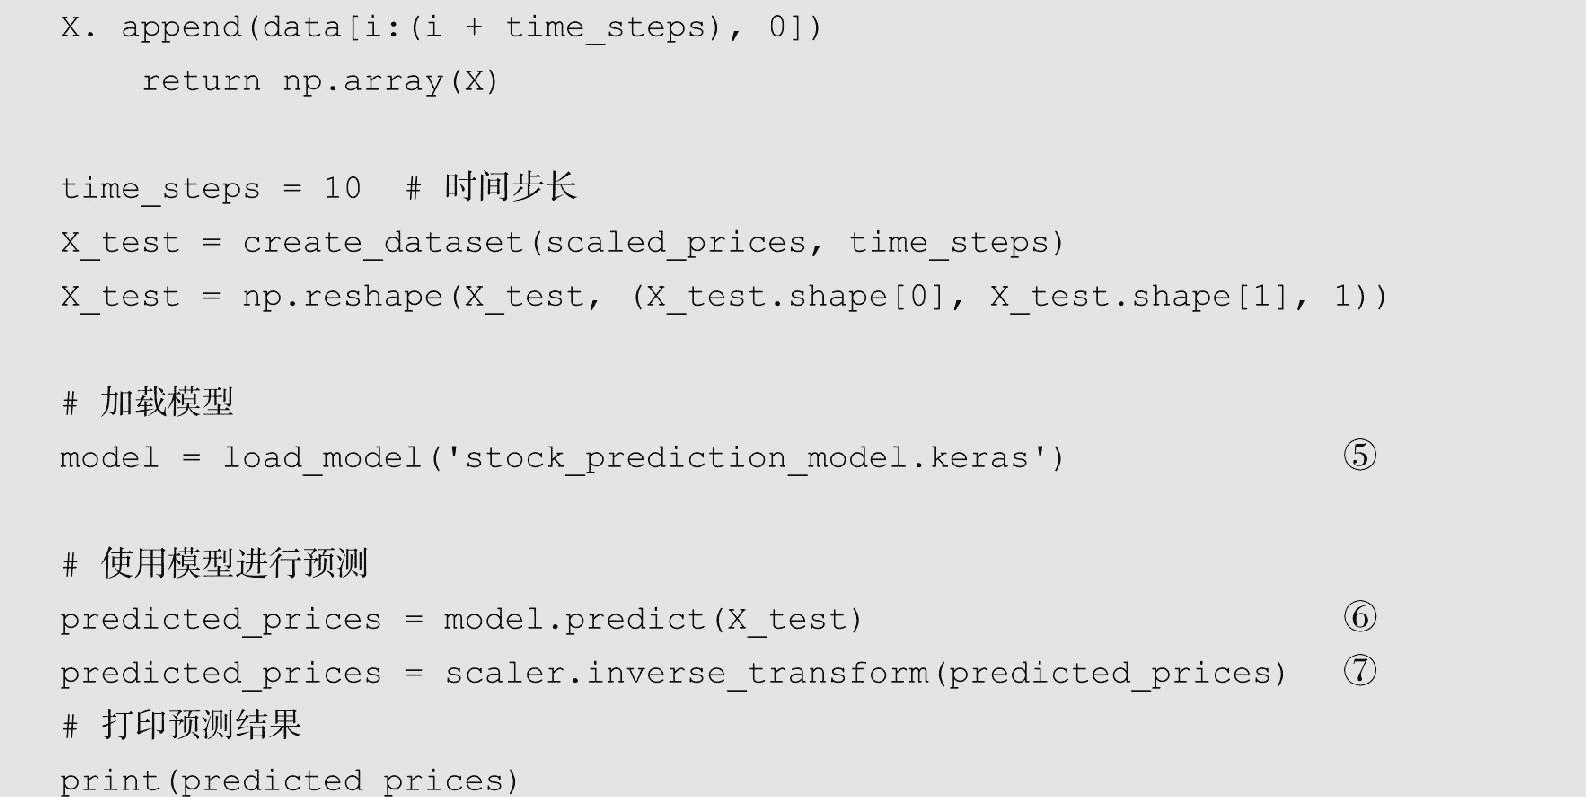 X. append(data[i:(i + time_steps), 0])
    return np.array(X)
time_steps = 10  # 时间步长
X_test = create_dataset(scaled_prices, time_steps)
X_test = np.reshape(X_test, (X_test.shape[0], X_test.shape[1], 1))
# 加载模型
model = load_model('stock_prediction_model.keras') ⑤
# 使用模型进行预测
predicted_prices = model.predict(X_test) ⑥
predicted_prices = scaler.inverse_transform(predicted_prices) ⑦
# 打印预测结果
print(predicted_prices)